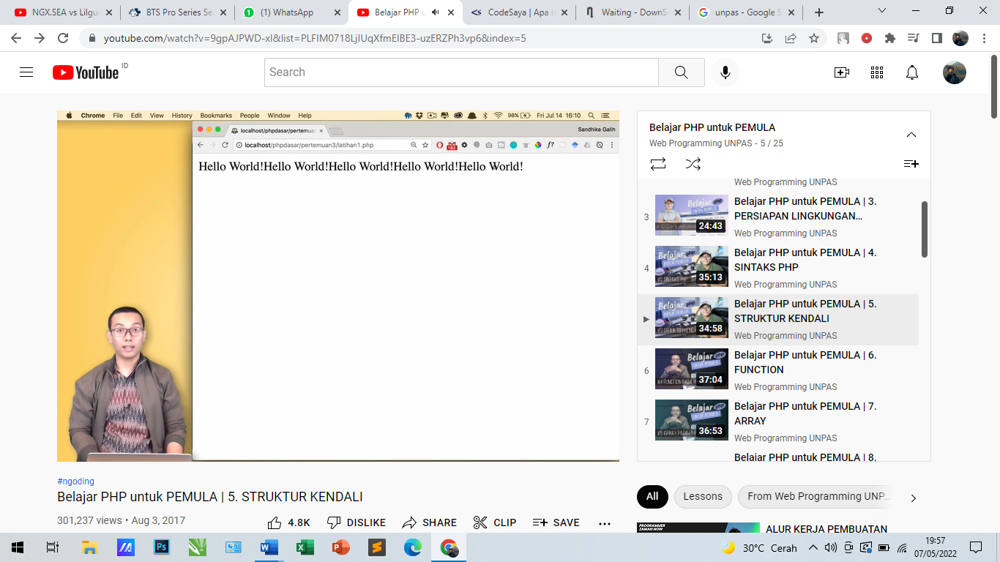 NGX.SEA vs Lilgu
BTS Pro Series Se
(1) WhatsApp
Belajar PHP u
CodeSaya | Apa i
Waiting - DownS
unpas - Google S
youtube.com/watch?v=9gpAJPWD-xI&list=PLFIM0718LjIUqXfmEIBE3-uzERZPh3vp6&index=5
YouTube ID
Search
Chrome File Edit View History Bookmarks People Window Help
98% Fri Jul 14 16:10
localhost/phpdasar/pertemuan
Sandhika Galih
localhost/phpdasar/pertemuan3/latihan1.php
182
f?
Hello World!Hello World!Hello World!Hello World!Hello World!
#ngoding
Belajar PHP untuk PEMULA | 5. STRUKTUR KENDALI
301,237 views • Aug 3, 2017
4.8K DISLIKE SHARE CLIP SAVE
Belajar PHP untuk PEMULA
Web Programming UNPAS - 5 / 25
Web Programming UNPAS
3
24:43
Belajar PHP untuk PEMULA | 3.
PERSIAPAN LINGKUNGAN...
Web Programming UNPAS
4
Belajar
35:13
Belajar PHP untuk PEMULA | 4.
SINTAKS PHP
Web Programming UNPAS
Belajar
34:58
Belajar PHP untuk PEMULA | 5.
STRUKTUR KENDALI
Web Programming UNPAS
6
Belajar
37:04
Belajar PHP untuk PEMULA | 6.
FUNCTION
Web Programming UNPAS
7
Belajar
36:53
Belajar PHP untuk PEMULA | 7.
ARRAY
Web Programming UNPAS
Belajar PHP untuk PEMULA | 8.
All
Lessons
From Web Programming UNP...
PROGRAMMER
ZAMAN NOW
ALUR KERJA PEMBUATAN
30°C Cerah
19:57
07/05/2022